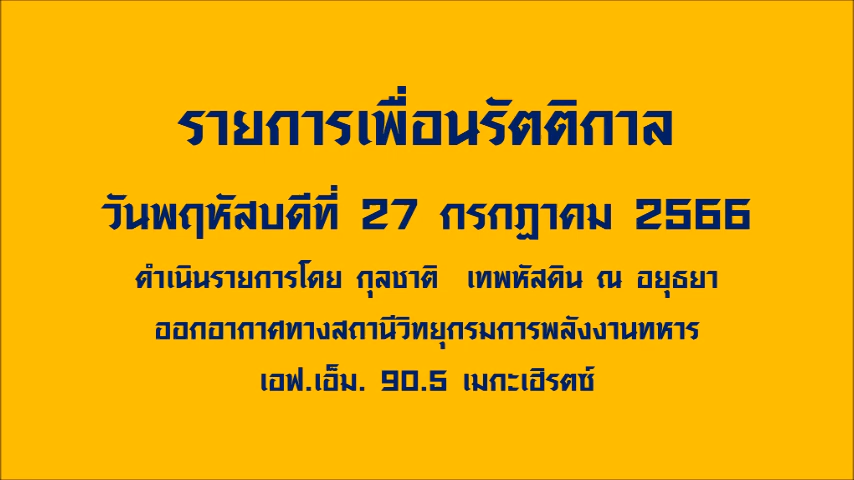 รายการเพื่อนรัตติกาล
วันพฤหัสบดีที่ 27 กรกฎาคม 2566
ดำเนินรายการโดย กุลชาติ เทพหัสดิน ณ อยุธยา
ออกอากาศทางสถานีวิทยุกรมการพลังงานทหาร
เอฟ.เอ็ม. 90.5 เมกะเฮิรตซ์